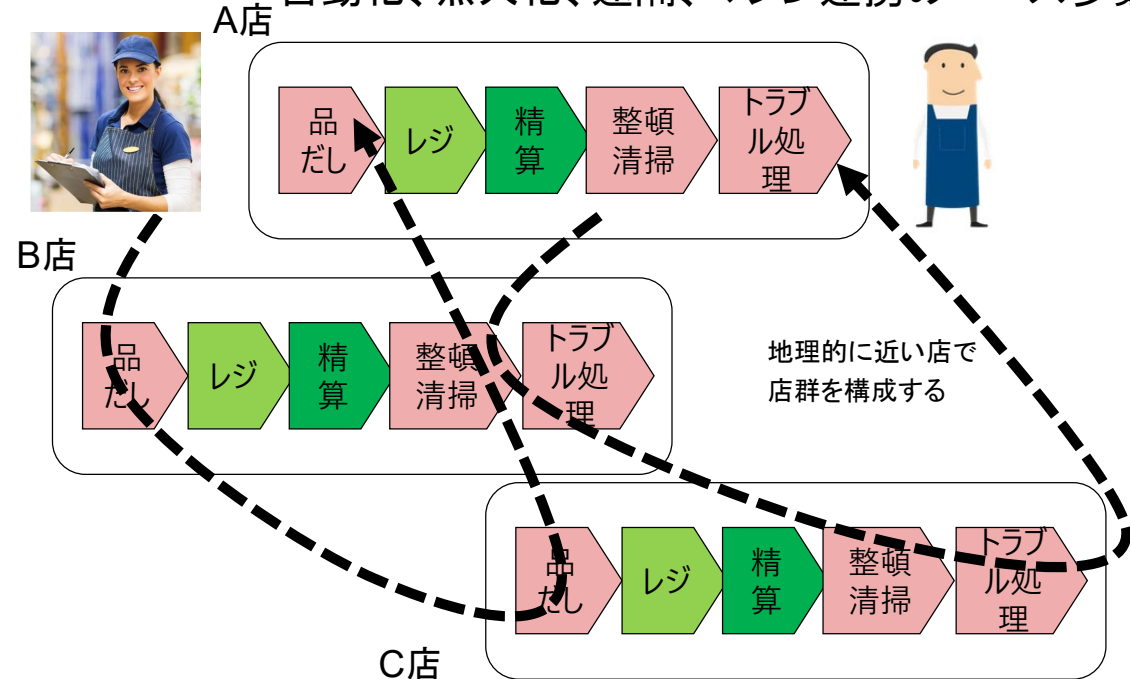 A店
品
だし
レジ
精
算
整頓
清掃
トラブ
ル処
理
B店
品
だし
レジ
精
算
整頓
清掃
トラブ
ル処
理
地理的に近い店で
店群を構成する
品
だし
レジ
精
算
整頓
清掃
トラブ
ル処
理
C店